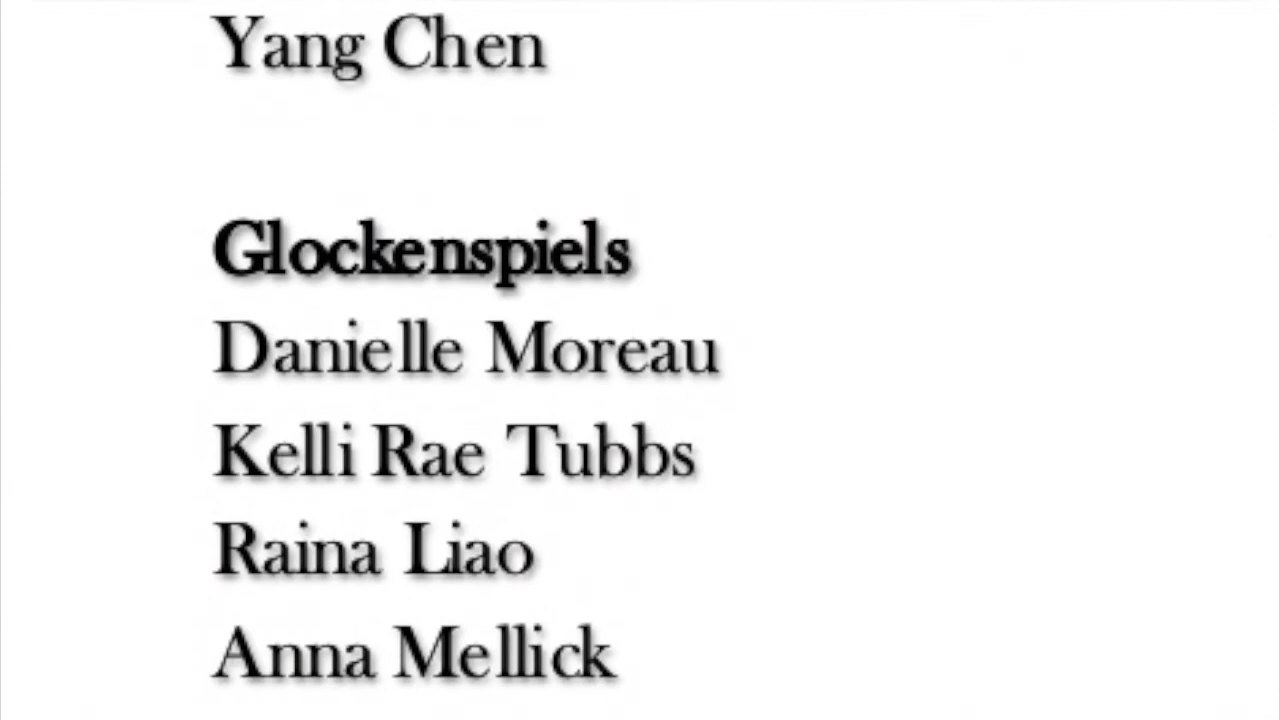 Yang Chen
Glockenspiels
Danielle Moreau
Kelli Rae Tubbs
Raina Liao
Anna Mellick